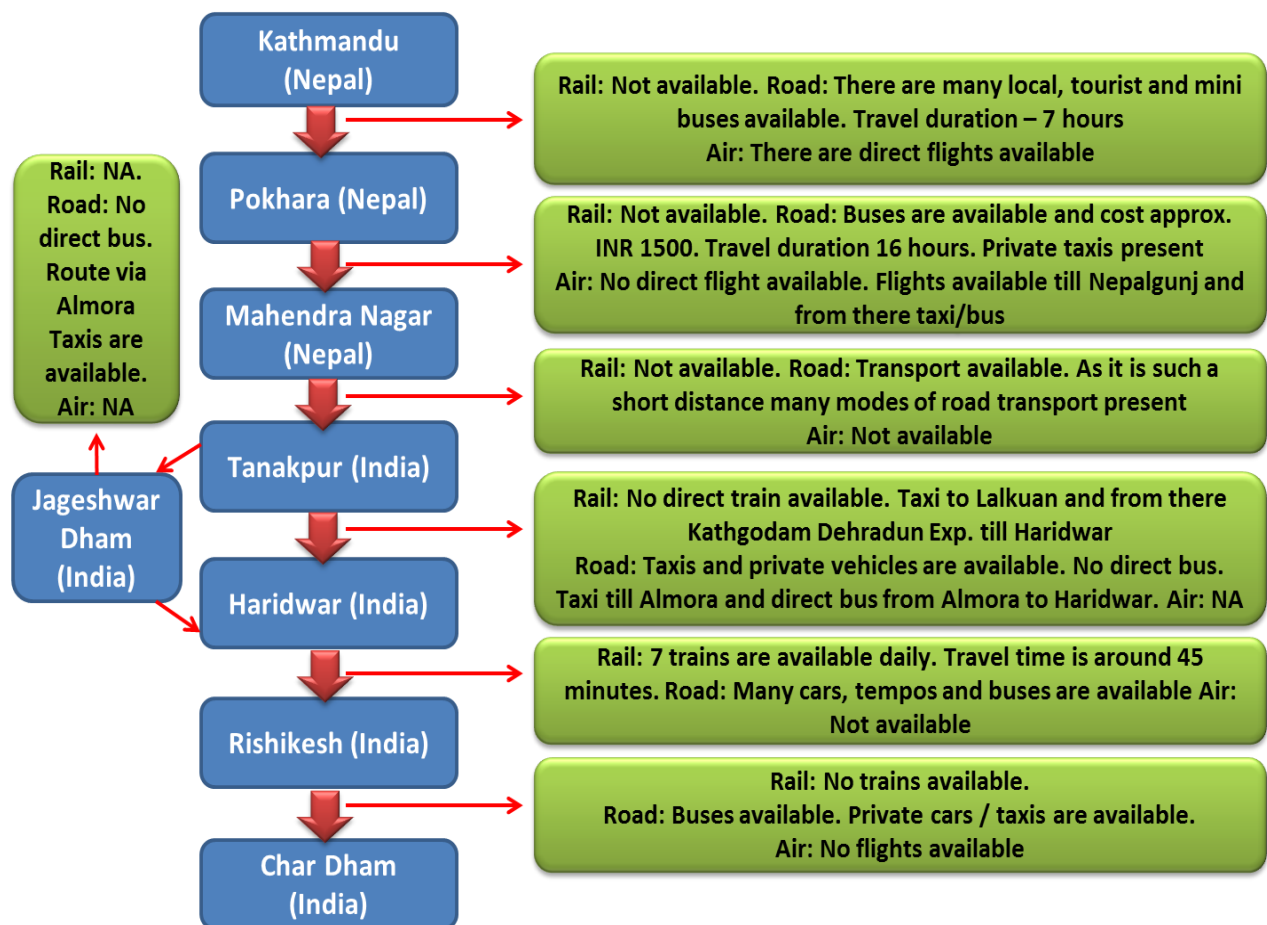 Kathmandu
(Nepal)
Rail: Not available. Road: There are many local, tourist and mini
buses available. Travel duration – 7 hours
Air: There are direct flights available
Pokhara (Nepal)
Rail: Not available. Road: Buses are available and cost approx.
INR 1500. Travel duration 16 hours. Private taxis present
Air: No direct flight available. Flights available till Nepalgunj and
from there taxi/bus
Mahendra Nagar
(Nepal)
Rail: Not available. Road: Transport available. As it is such a
short distance many modes of road transport present
Air: Not available
Tanakpur (India)
Rail: NA.
Road: No
direct bus.
Route via
Almora
Taxis are
available.
Air: NA
Jageshwar
Dham
(India)
Rail: No direct train available. Taxi to Lalkuan and from there
Kathgodam Dehradun Exp. till Haridwar
Road: Taxis and private vehicles are available. No direct bus.
Taxi till Almora and direct bus from Almora to Haridwar. Air: NA
Haridwar (India)
Rail: 7 trains are available daily. Travel time is around 45
minutes. Road: Many cars, tempos and buses are available Air:
Not available
Rishikesh (India)
Rail: No trains available.
Road: Buses available. Private cars / taxis are available.
Air: No flights available
Char Dham
(India)